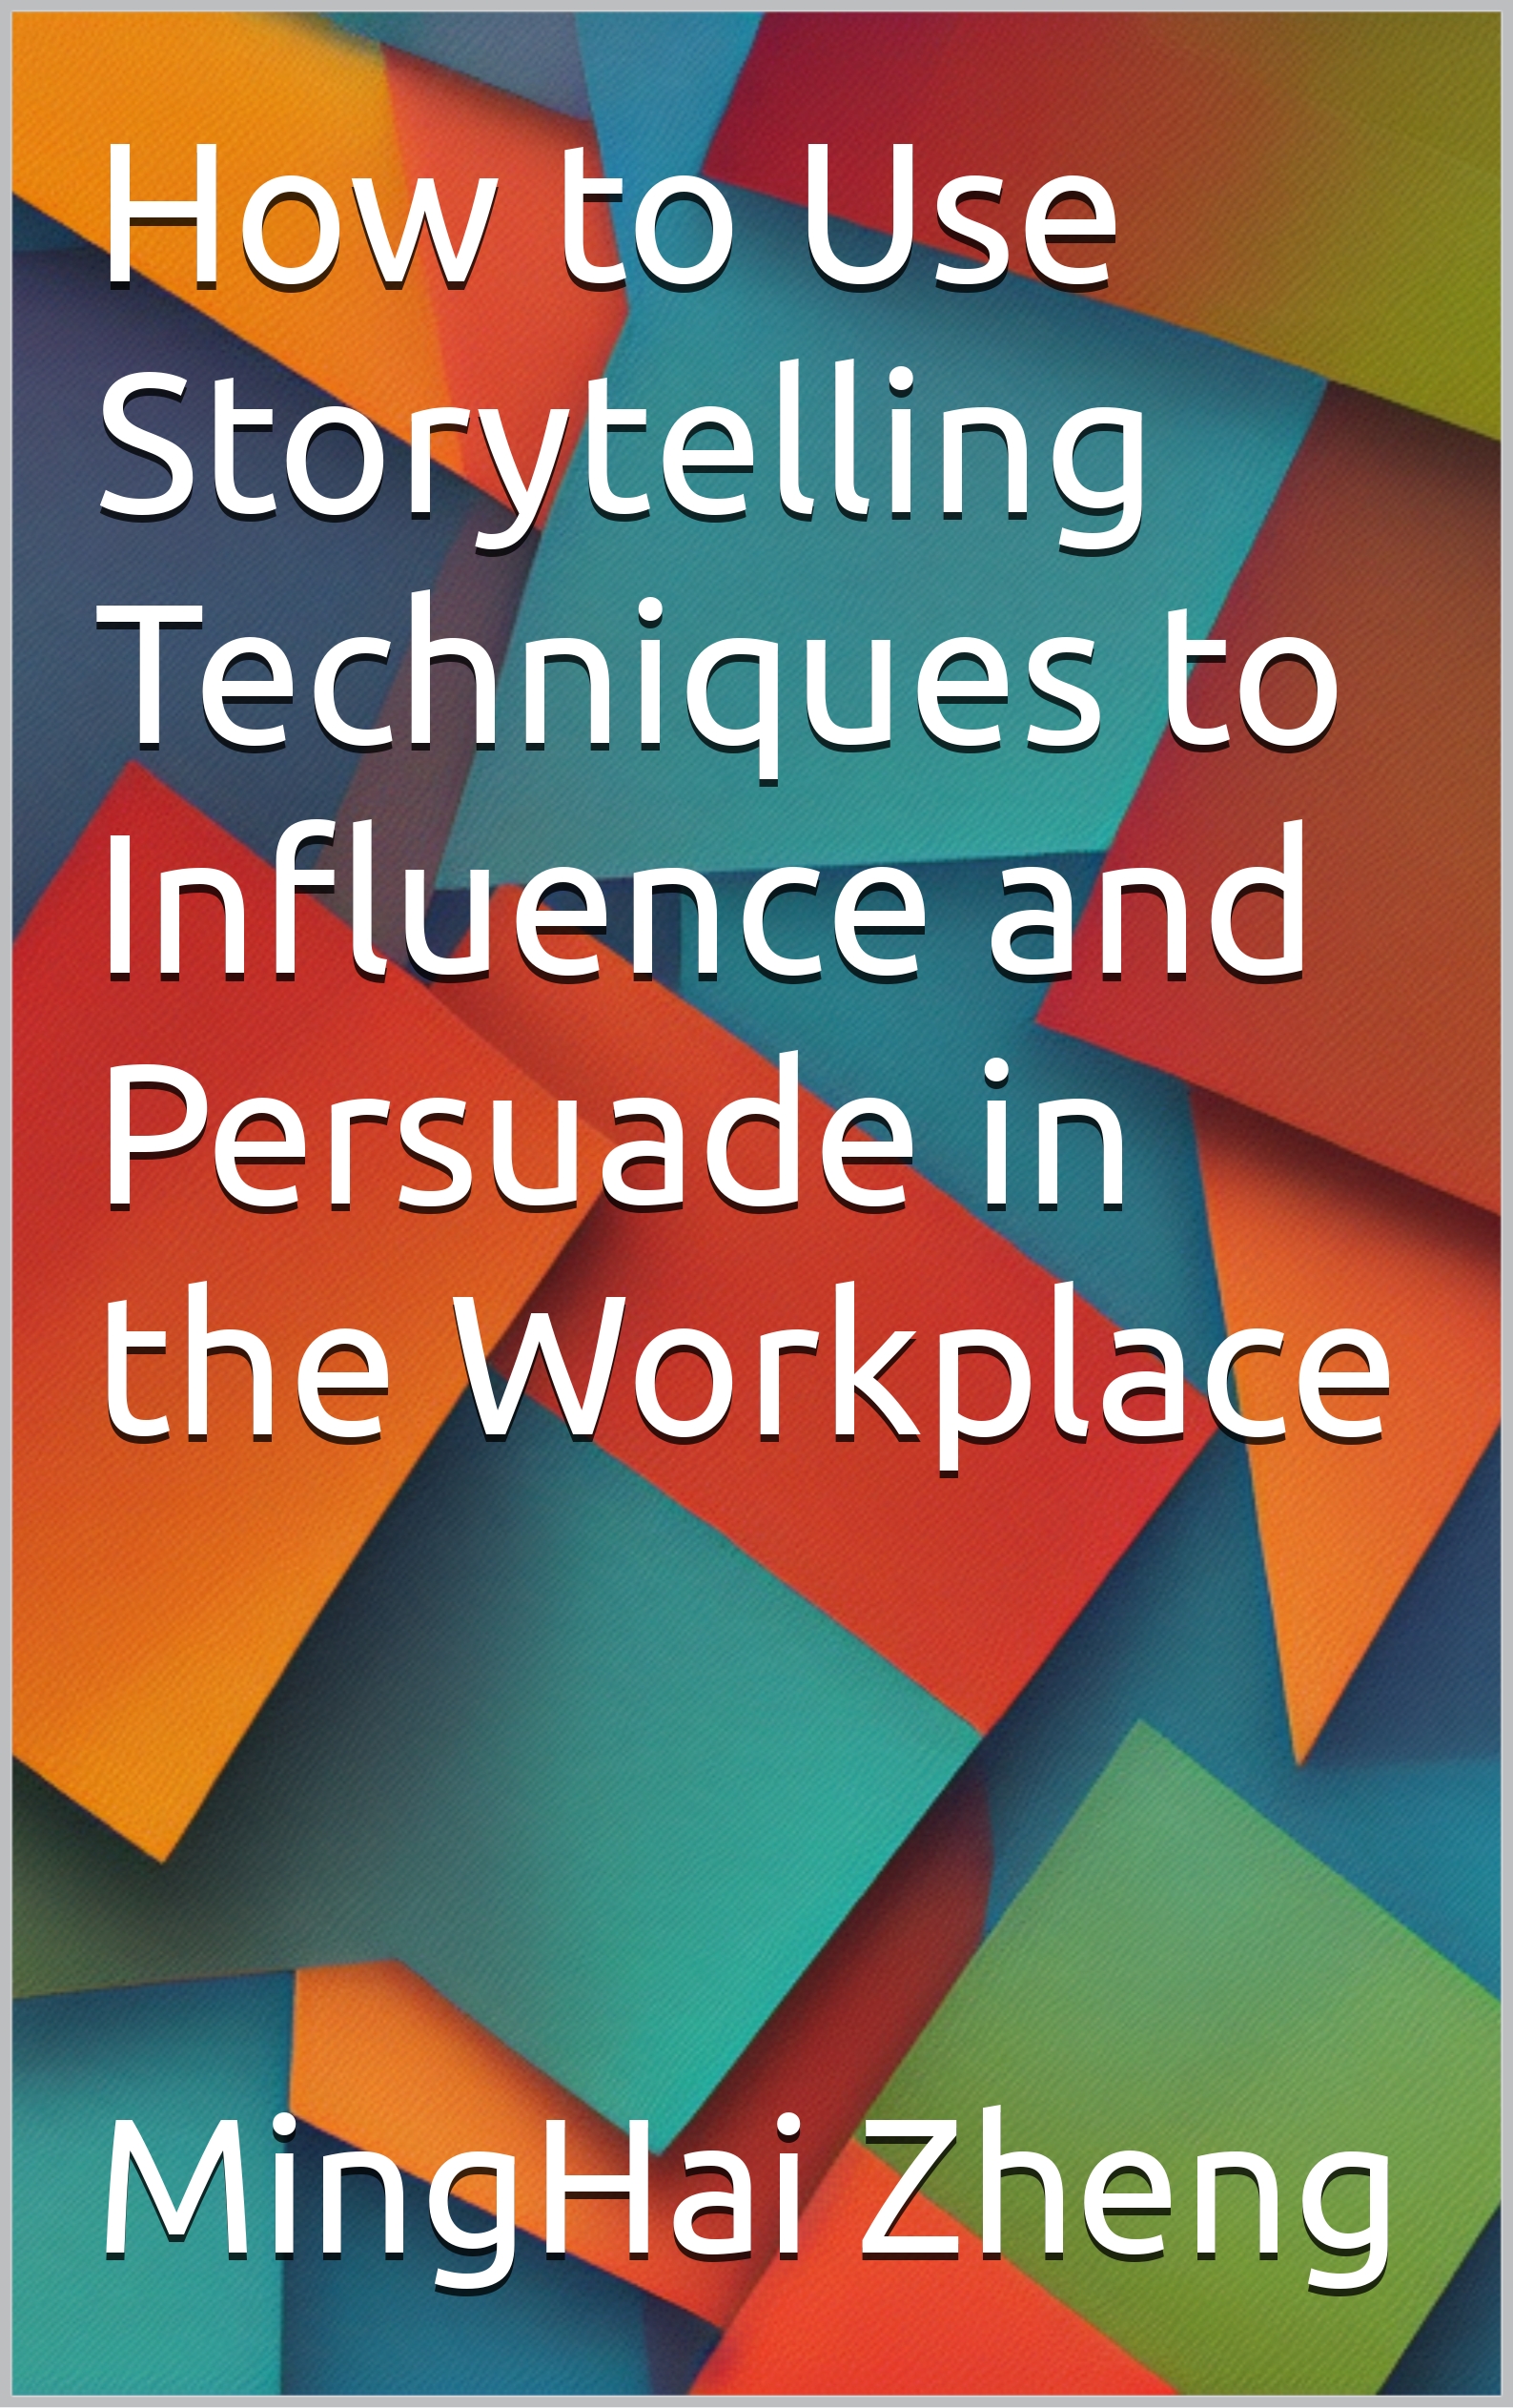 How to Use
Storytelling
Techniques to
Influence and
Persuade in
the Workplace
MingHai Zheng